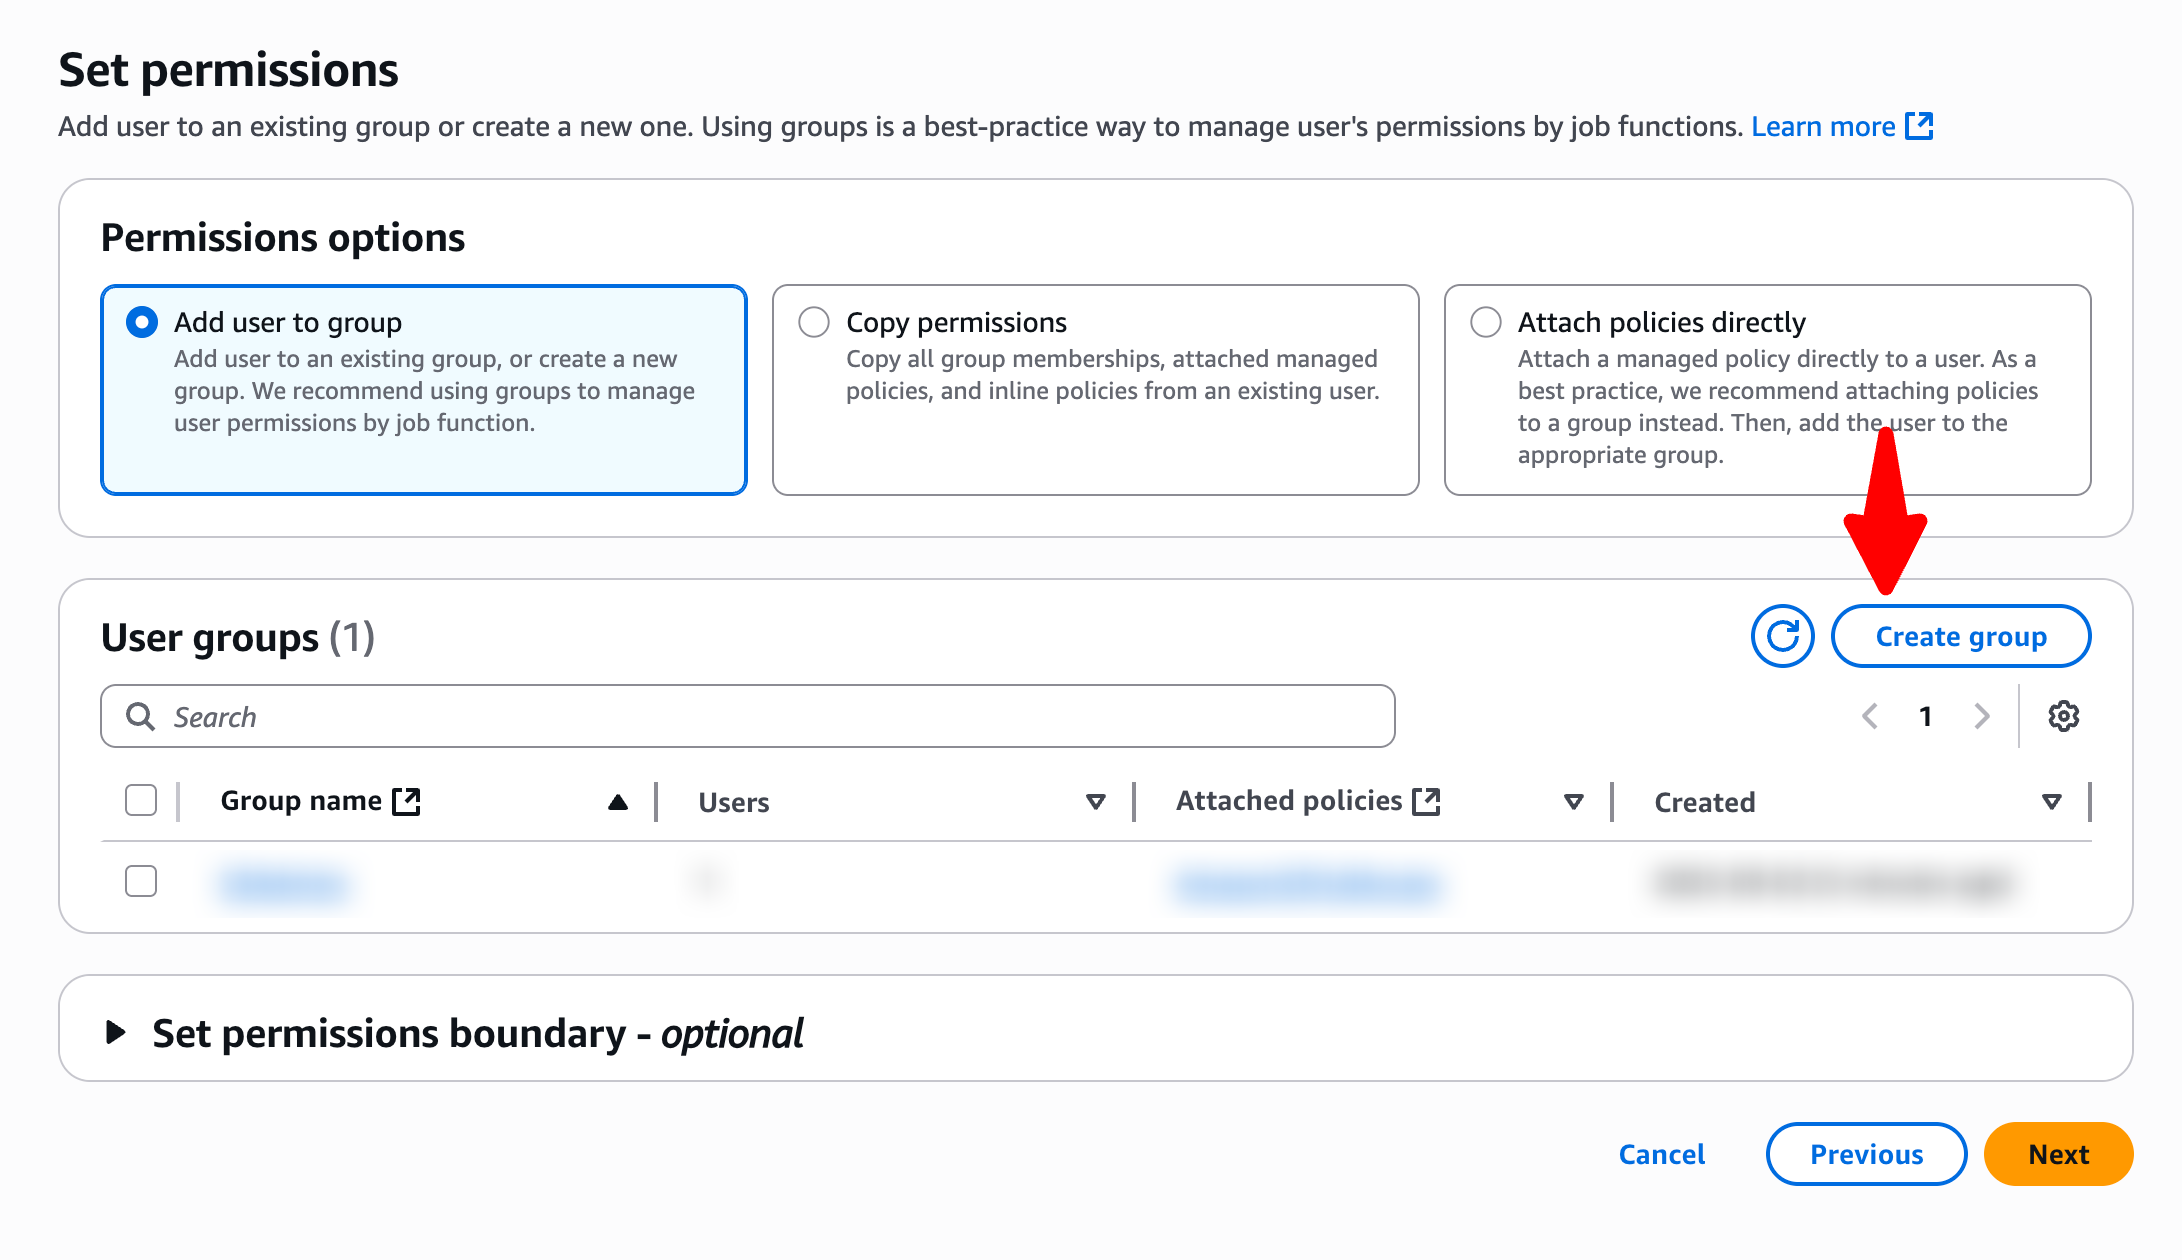 Set permissions
Add user to an existing group or create a new one. Using groups is a best-practice way to manage user's permissions by job functions. Learn more
Permissions options
Add user to group
Add user to an existing group, or create a new
group. We recommend using groups to manage
user permissions by job function.
Copy permissions
Copy all group memberships, attached managed
policies, and inline policies from an existing user.
Attach policies directly
Attach a managed policy directly to a user. As a
best practice, we recommend attaching policies
to a group instead. Then, add the user to the
appropriate group.
User groups (1)
Create group
Search
1
Group name Users Attached policies Created
Set permissions boundary - optional
Cancel Previous Next